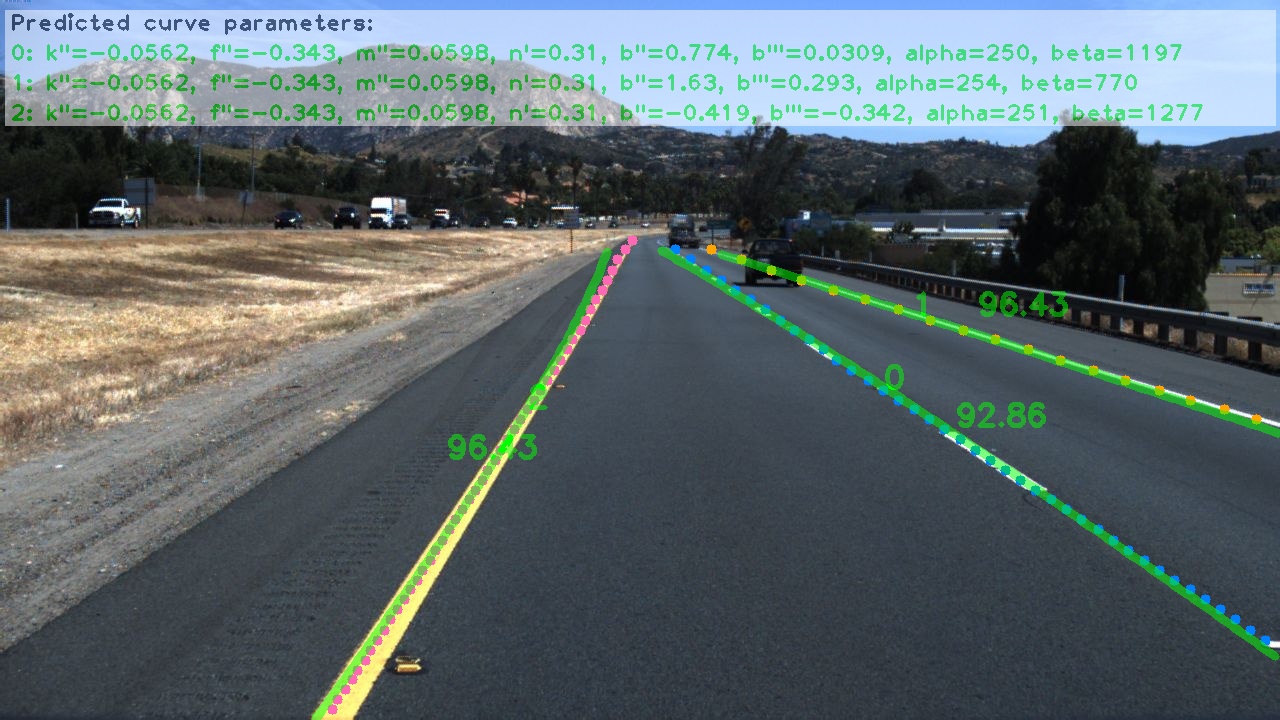 Predicted curve parameters:
0: k''=-0.0562, f''=-0.343, m''=0.0598, n'=0.31, b''=0.774, b'''=0.0309, alpha=250, beta=1197
1: k''=-0.0562, f''=-0.343, m''=0.0598, n'=0.31, b''=1.63, b'''=0.293, alpha=254, beta=770
2: k''=-0.0562, f''=-0.343, m''=0.0598, n'=0.31, b''=-0.419, b'''=-0.342, alpha=251, beta=1277
1 96.43
0
92.86
2
96.43